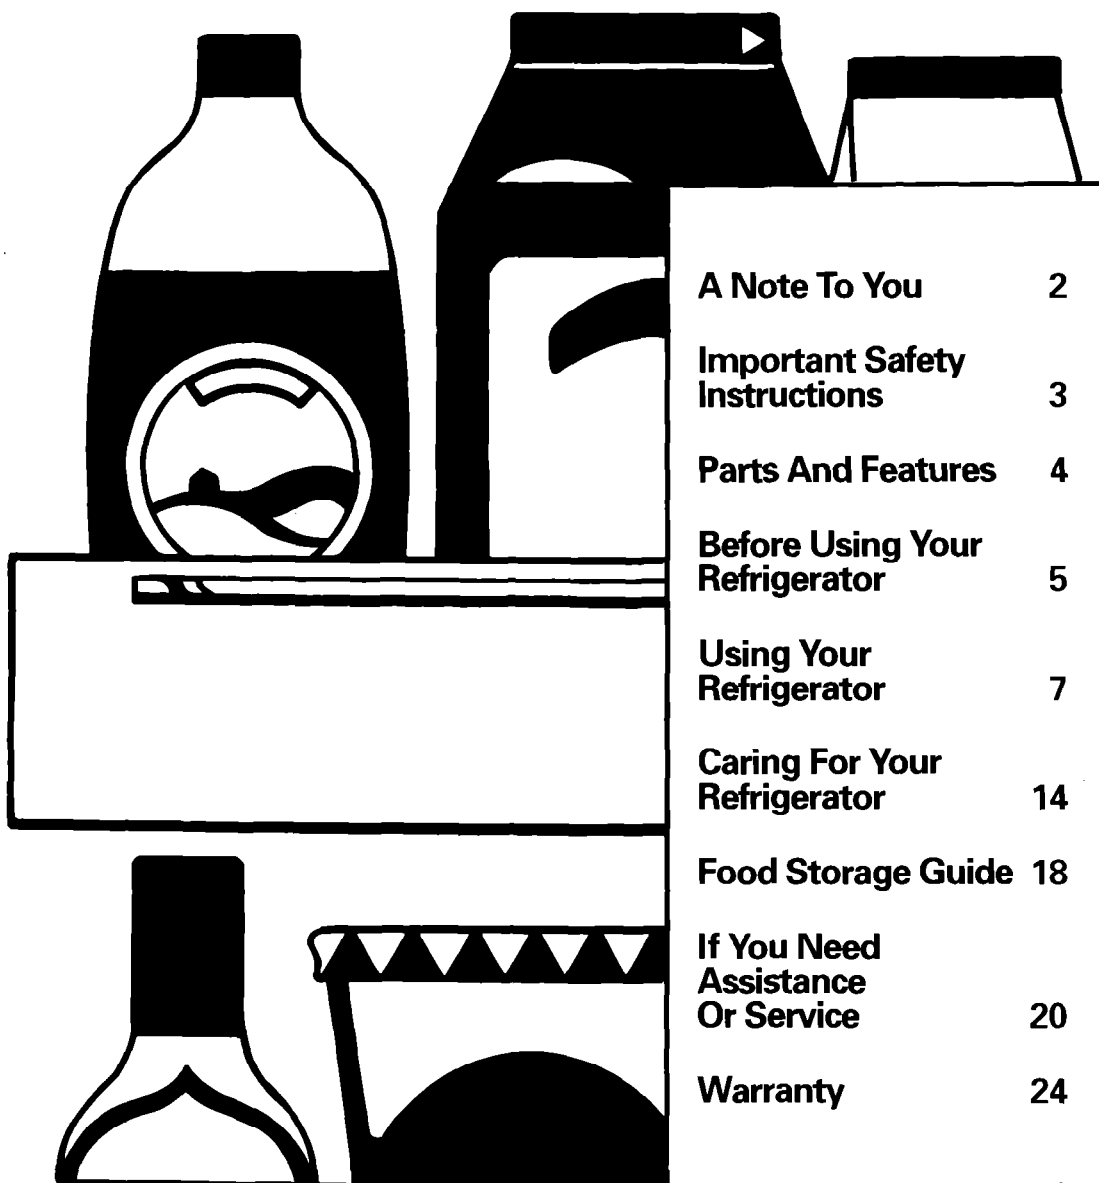 A Note To You 2
Important Safety
Instructions 3
Parts And Features 4
Before Using Your
Refrigerator 5
Using Your
Refrigerator 7
Caring For Your
Refrigerator 14
Food Storage Guide 18
If You Need
Assistance
Or Service 20
Warranty 24